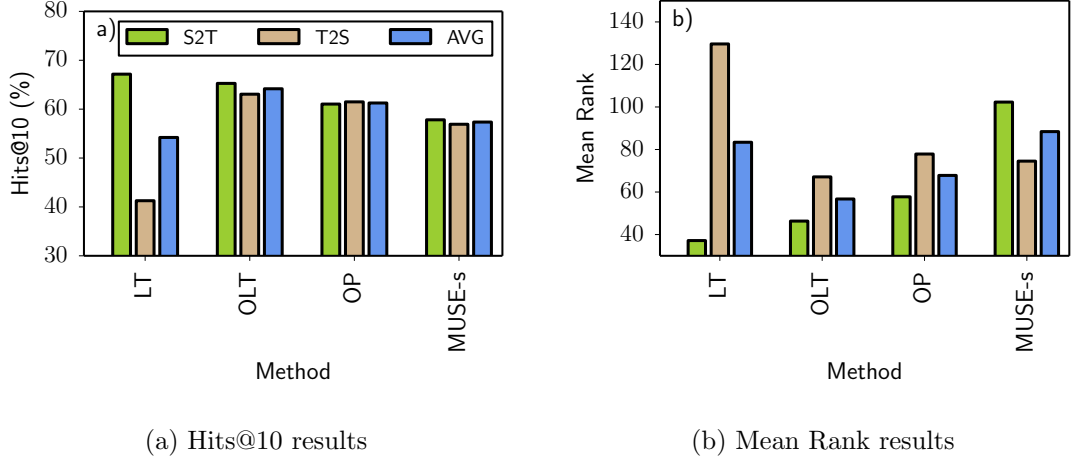 a)
S2T T2S AVG
80
70
60
50
40
30
Hits@10 (%)
LT OLT OP MUSE-s
Method
(a) Hits@10 results
b)
140
120
100
80
60
40
Mean Rank
LT OLT OP MUSE-s
Method
(b) Mean Rank results